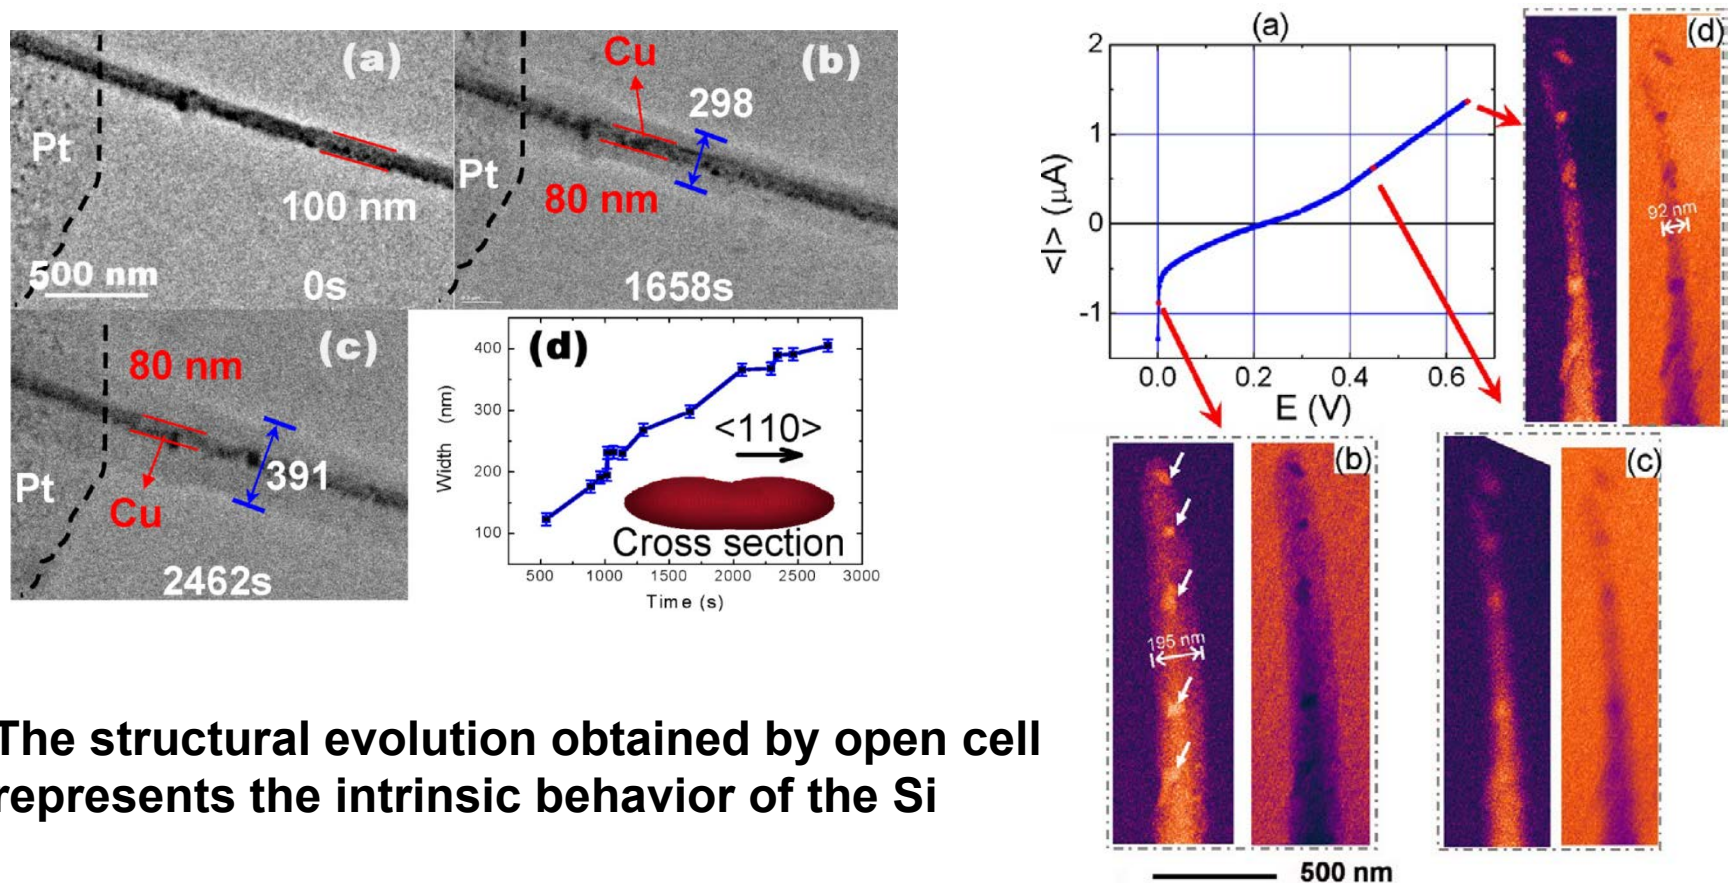 (a)
Pt
100 nm
500 nm
0s
(b)
Cu
298
Pt
80 nm
1658s
(c)
80 nm
391
Pt
Cu
2462s
(d)
400
300
200
100
Width (nm)
<110>
Cross section
500 1000 1500 2000 2500 3000
Time (s)
The structural evolution obtained by open cell
represents the intrinsic behavior of the Si
(a)
2
1
0
-1
<I> (μA)
0.0 0.2 0.4 0.6
E (V)
(d)
92 nm
(b)
195 nm
(c)
500 nm